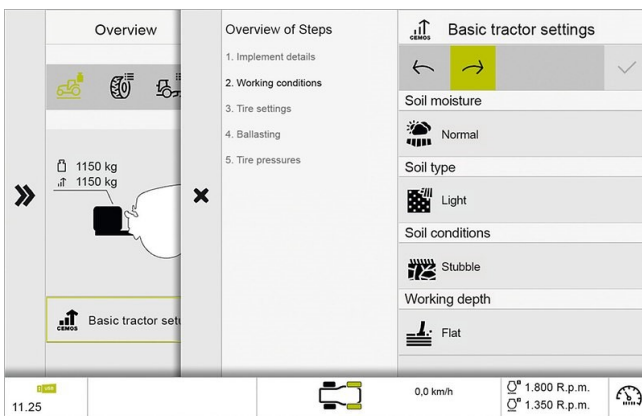 Overview
1150 kg
1150 kg
CEMOS
Overview of Steps
1. Implement details
2. Working conditions
3. Tire settings
4. Ballasting
5. Tire pressures
CEMOS
Basic tractor settings
Soil moisture
Normal
Soil type
Light
Soil conditions
Stubble
Working depth
Flat
Basic tractor setu
11.25
0,0 km/h
1.800 R.p.m.
1.350 R.p.m.